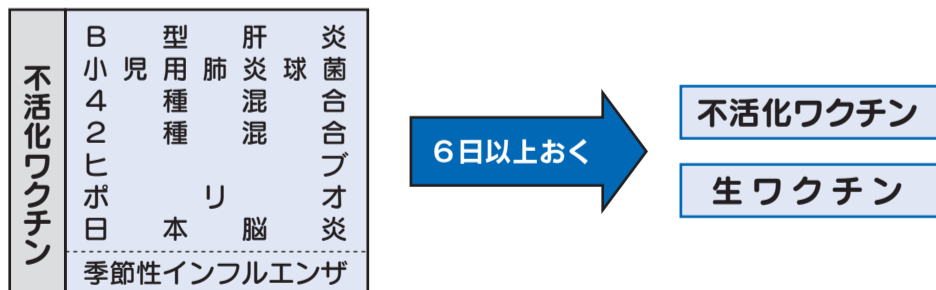 不活化ワクチン
B型肝炎
小児用肺炎球菌
4種混合
2種混合
ヒブ
ポリオ
日本脳炎
季節性インフルエンザ
6日以上おく
不活化ワクチン
生ワクチン